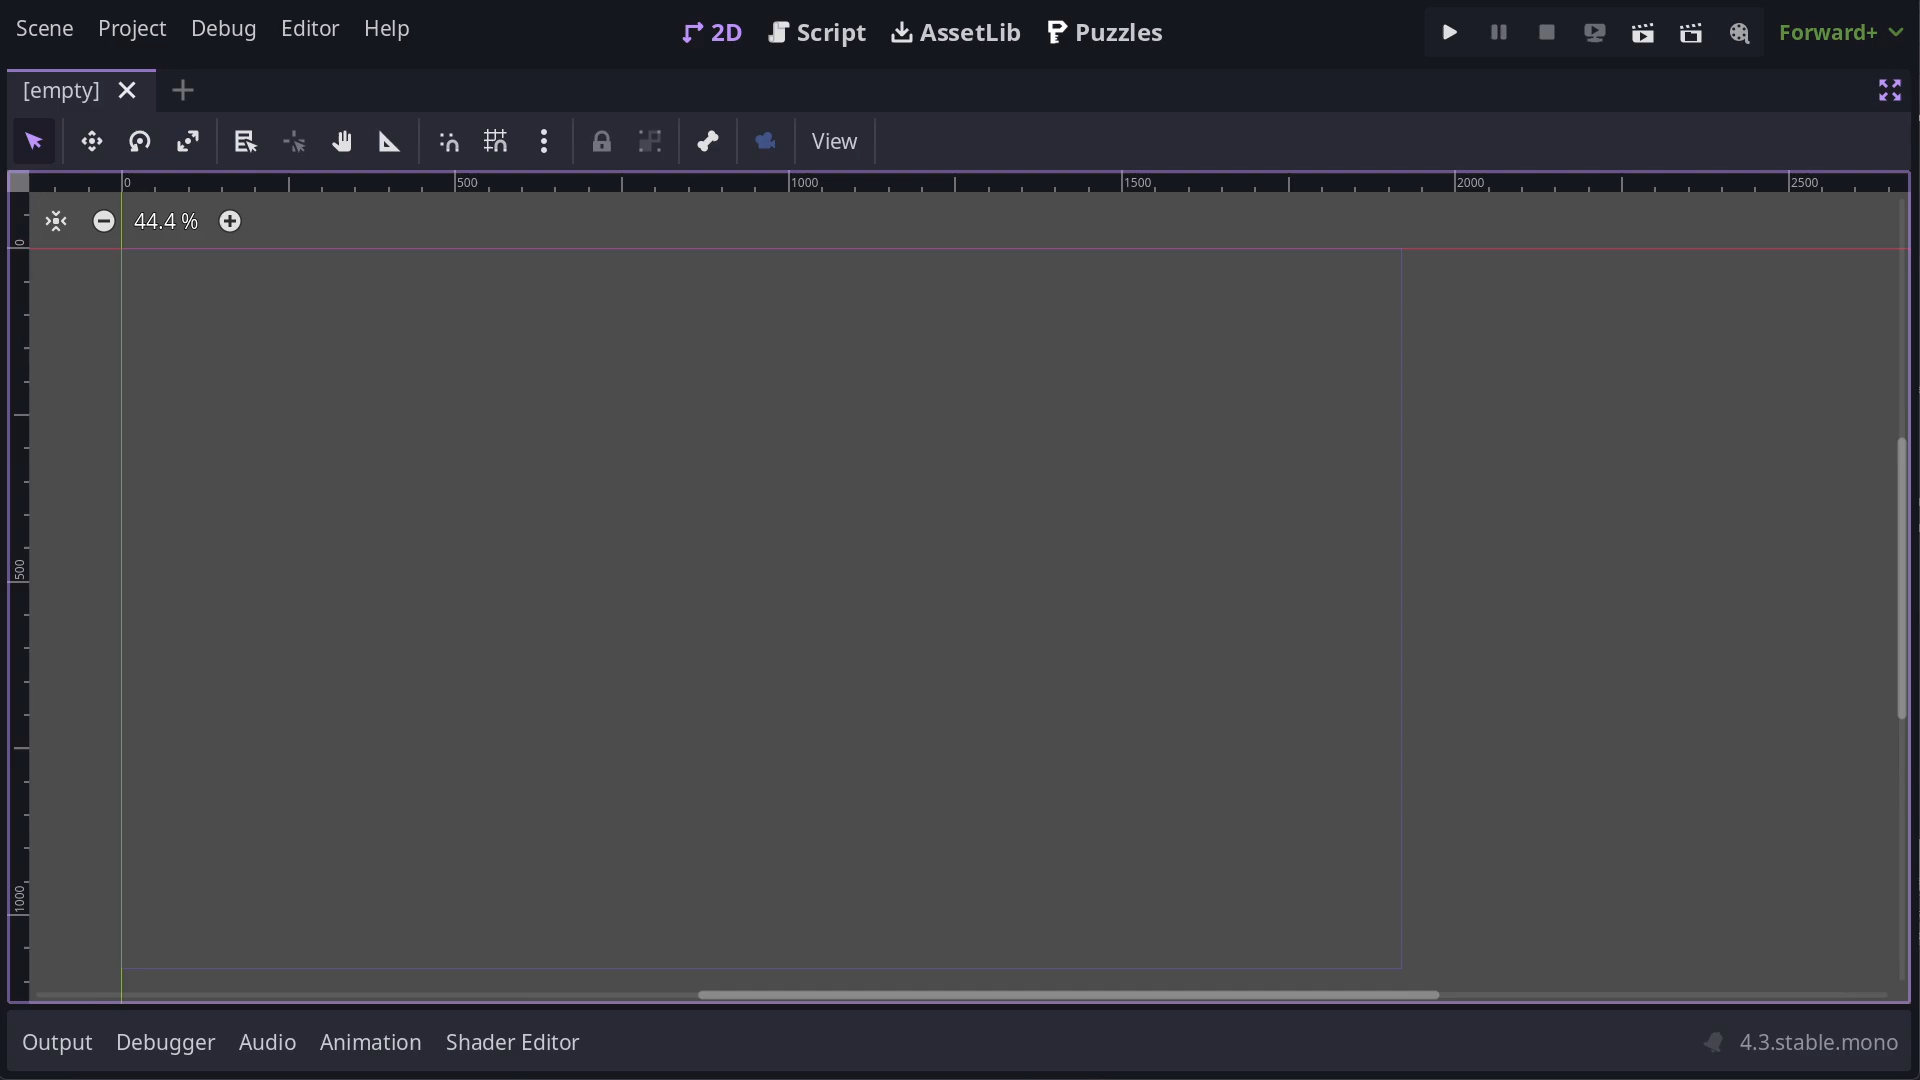 Scene Project Debug Editor Help 2D Script AssetLib Puzzles Forward+
[empty]
View
0 500 1000 1500 2000 2500
44.4 %
0
500
1000
Output Debugger Audio Animation Shader Editor 4.3.stable.mono